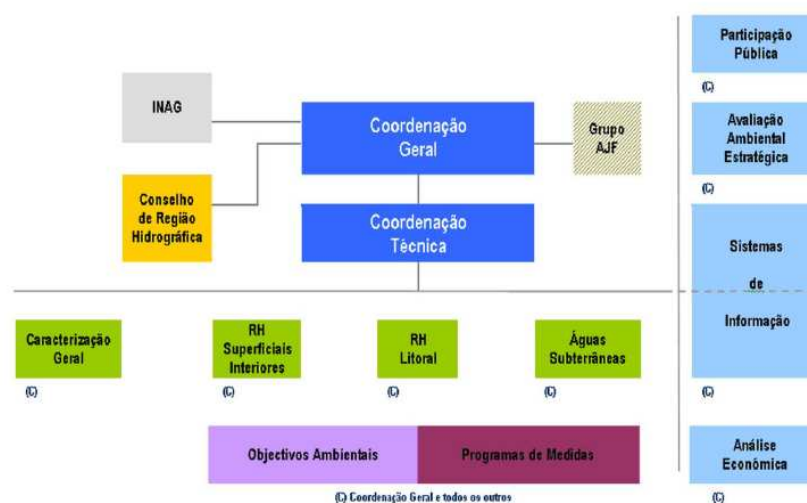 Participação
Pública
(C)
INAG
Coordenação
Geral
Grupo
AJF
Avaliação
Ambiental
Estratégica
(C)
Conselho
de Região
Hidrográfica
Coordenação
Técnica
Sistemas
de
Informação
(C)
Caracterização
Geral
(C)
RH
Superficiais
Interiores
(C)
RH
Litoral
(C)
Águas
Subterrâneas
(C)
Objectivos Ambientais
Programas de Medidas
Análise
Económica
(C)
(C) Coordenação Geral e todos os outros